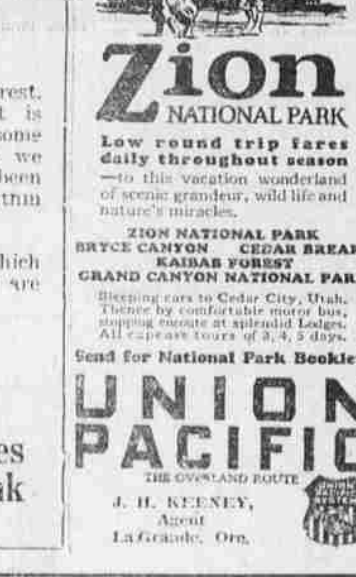 rest.
t is
some
we
been
thin
hich
are
es
nk
Zion
NATIONAL PARK
Low round trip fares
daily throughout season
—to this vacation wonderland
of scenic grandeur, wild life and
nature's miracles.
ZION NATIONAL PARK
BRYCE CANYON CEDAR BREAK
KAIBAB FOREST
GRAND CANYON NATIONAL PAR
Sleeping cars to Cedar City, Utah.
Thence by comfortable motor bus,
stopping enroute at splendid Lodges.
All expense tours of 3, 4, 5 days.
Send for National Park Bookle
UNION
PACIFIC
THE OVERLAND ROUTE
UNION
PACIFIC
J. H. KEENEY,
Agent
La Grande, Ore.